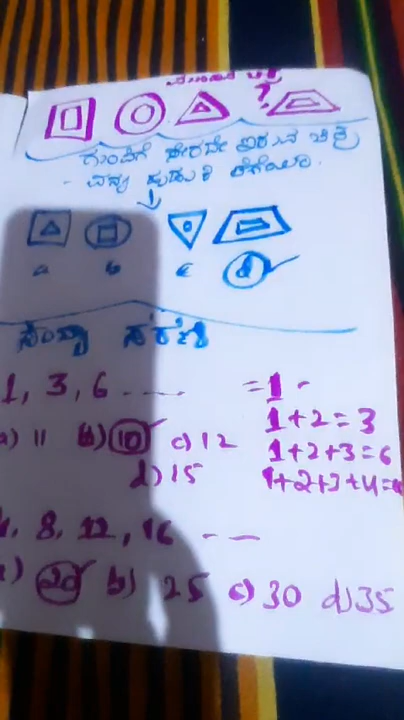 ?
ಗುಂಪಿಗೆ ಸೇರದೇ ಇರುವ ಚಿತ್ರ
a b c d
ಸಂಖ್ಯಾ ಸರಣಿ
1, 3, 6 ...... = 1
a) 11 b) 10 c) 12 1+2=3
d) 15 1+2+3=6
1+2+3+4=
8, 12, 16 - -
20 b) 25 c) 30 d) 35